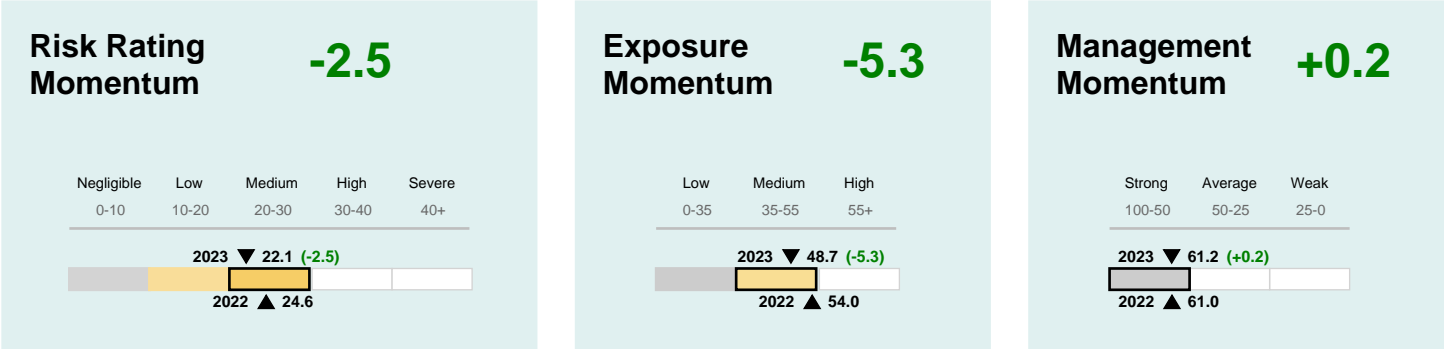 Risk Rating
Momentum
-2.5
Negligible Low Medium High Severe
0-10 10-20 20-30 30-40 40+
2023 ▼ 22.1 (-2.5)
2022 ▲ 24.6
Exposure
Momentum
-5.3
Low Medium High
0-35 35-55 55+
2023 ▼ 48.7 (-5.3)
2022 ▲ 54.0
Management
Momentum
+0.2
Strong Average Weak
100-50 50-25 25-0
2023 ▼ 61.2 (+0.2)
2022 ▲ 61.0